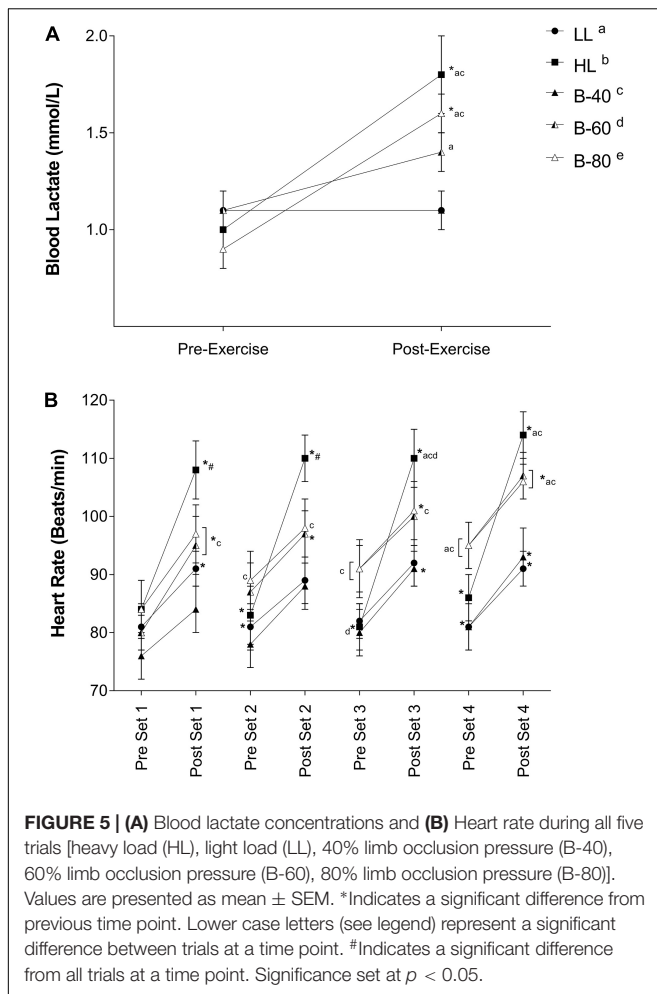 A
Blood Lactate (mmol/L)
2.0
1.5
1.0
*ac
*ac
a
Pre-Exercise
Post-Exercise
LL a
HL b
B-40 c
B-60 d
B-80 e
B
Heart Rate (Beats/min)
120
110
100
90
80
70
*#
*c
*
c
*
*
*#
c
*
c
d*
*acd
*c
*
ac
*
*
*ac
*ac
*
*
Pre Set 1
Post Set 1
Pre Set 2
Post Set 2
Pre Set 3
Post Set 3
Pre Set 4
Post Set 4
FIGURE 5 | (A) Blood lactate concentrations and (B) Heart rate during all five
trials [heavy load (HL), light load (LL), 40% limb occlusion pressure (B-40),
60% limb occlusion pressure (B-60), 80% limb occlusion pressure (B-80)].
Values are presented as mean ± SEM. *Indicates a significant difference from
previous time point. Lower case letters (see legend) represent a significant
difference between trials at a time point. #Indicates a significant difference
from all trials at a time point. Significance set at p < 0.05.